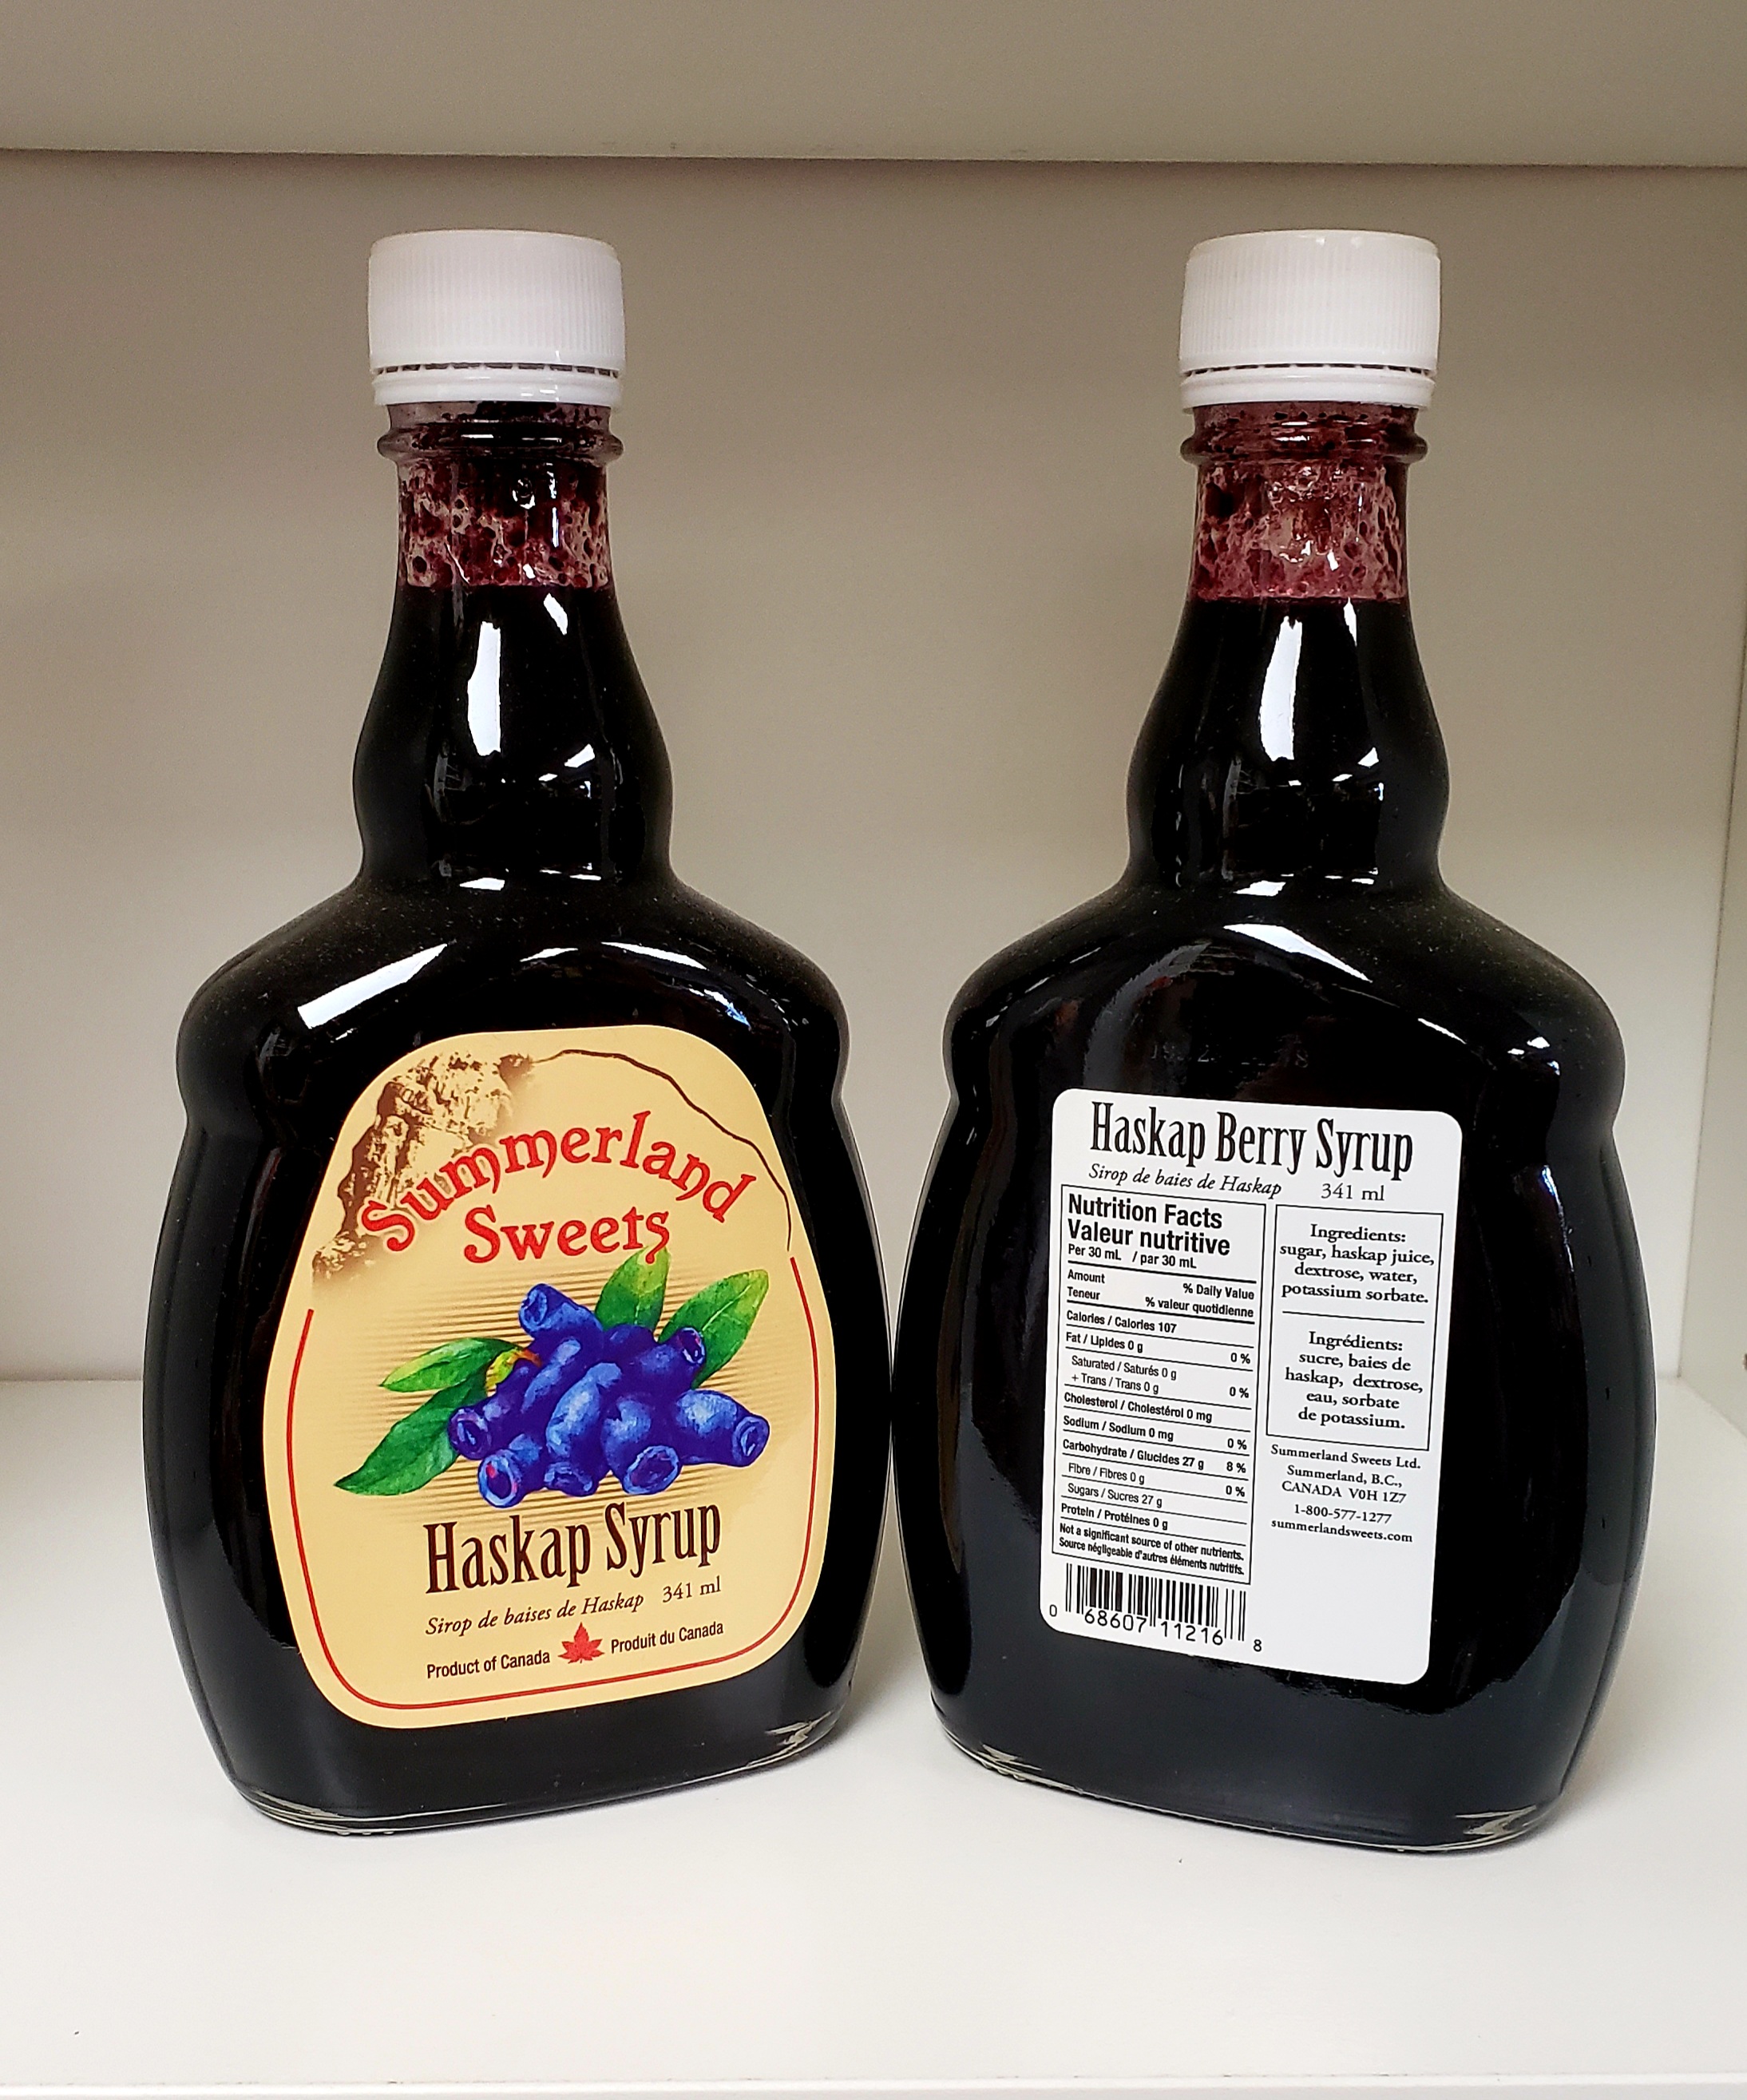 Summerland
Sweets
Haskap Syrup
Sirop de baises de Haskap 341 ml
Product of Canada Produit du Canada
Haskap Berry Syrup
Sirop de baies de Haskap 341 ml
Nutrition Facts
Valeur nutritive
Per 30 mL / par 30 mL
Amount % Daily Value
Teneur % valeur quotidienne
Calories / Calories 107
Fat / Lipides 0 g 0 %
Saturated / Saturés 0 g
+ Trans / Trans 0 g 0 %
Cholesterol / Cholestérol 0 mg
Sodium / Sodium 0 mg 0 %
Carbohydrate / Glucides 27 g 8 %
Fibre / Fibres 0 g 0 %
Sugars / Sucres 27 g
Protein / Protéines 0 g
Not a significant source of other nutrients.
Source négligeable d'autres éléments nutritifs.
0 68607 11216 8
Ingredients:
sugar, haskap juice,
dextrose, water,
potassium sorbate.
Ingrédients:
sucre, baies de
haskap, dextrose,
eau, sorbate
de potassium.
Summerland Sweets Ltd.
Summerland, B.C.,
CANADA V0H 1Z7
1-800-577-1277
summerlandsweets.com